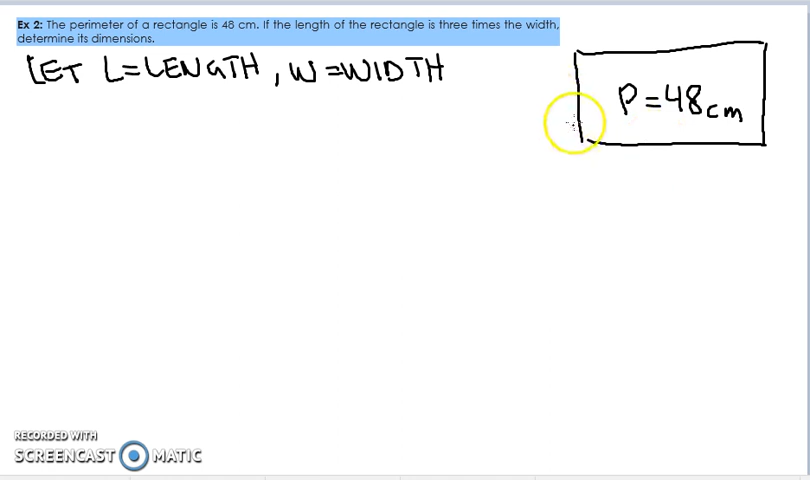 Ex 2: The perimeter of a rectangle is 48 cm. If the length of the rectangle is three times the width,
determine its dimensions.
LET L=LENGTH, W=WIDTH
P=48cm
RECORDED WITH
SCREENCAST MATIC